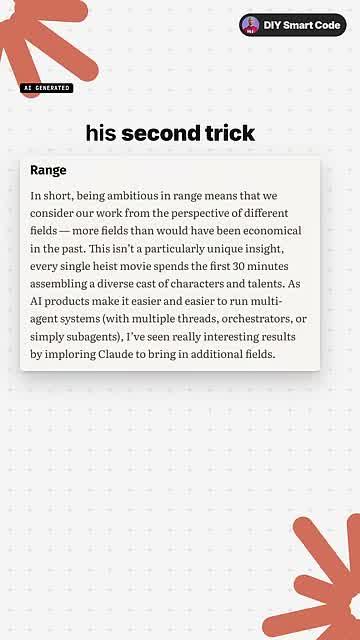 DIY Smart Code
AI GENERATED
his second trick
Range
In short, being ambitious in range means that we
consider our work from the perspective of different
fields — more fields than would have been economical
in the past. This isn't a particularly unique insight,
every single heist movie spends the first 30 minutes
assembling a diverse cast of characters and talents. As
AI products make it easier and easier to run multi-
agent systems (with multiple threads, orchestrators, or
simply subagents), I've seen really interesting results
by imploring Claude to bring in additional fields.